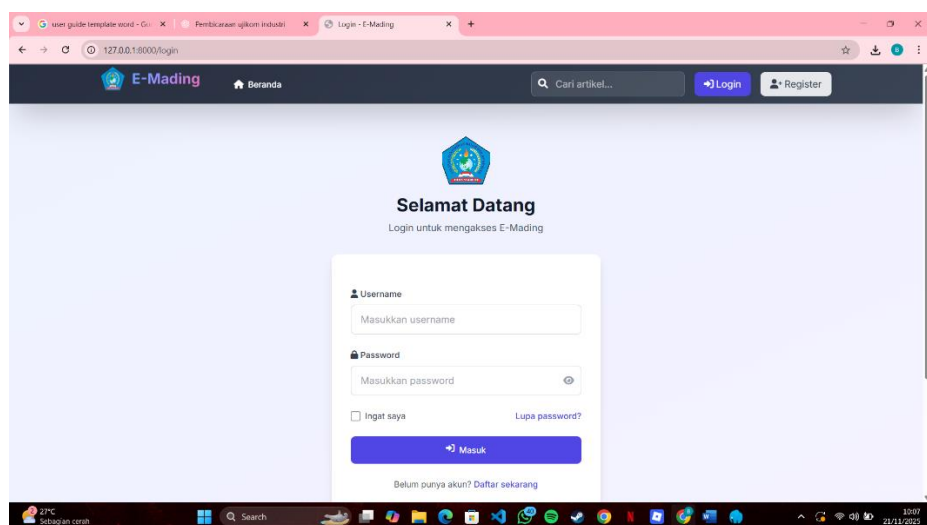 user guide template word - Go
Pembicaraan ujikom industri
Login - E-Mading
127.0.0.1:8000/login
E-Mading
Beranda
Cari artikel...
Login
Register
Selamat Datang
Login untuk mengakses E-Mading
Username
Masukkan username
Password
Masukkan password
Ingat saya
Lupa password?
Masuk
Belum punya akun? Daftar sekarang
27°C
Sebagian cerah
Search
10:07
21/11/2025